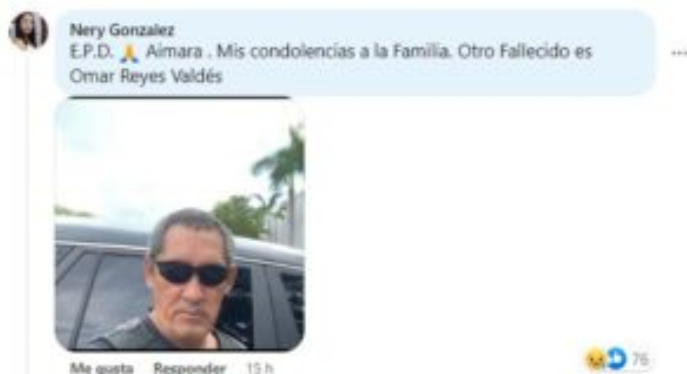 Nery Gonzalez
E.P.D. 🙏 Aimara . Mis condolencias a la Familia. Otro Fallecido es
Omar Reyes Valdés
Me gusta Responder 15 h
76